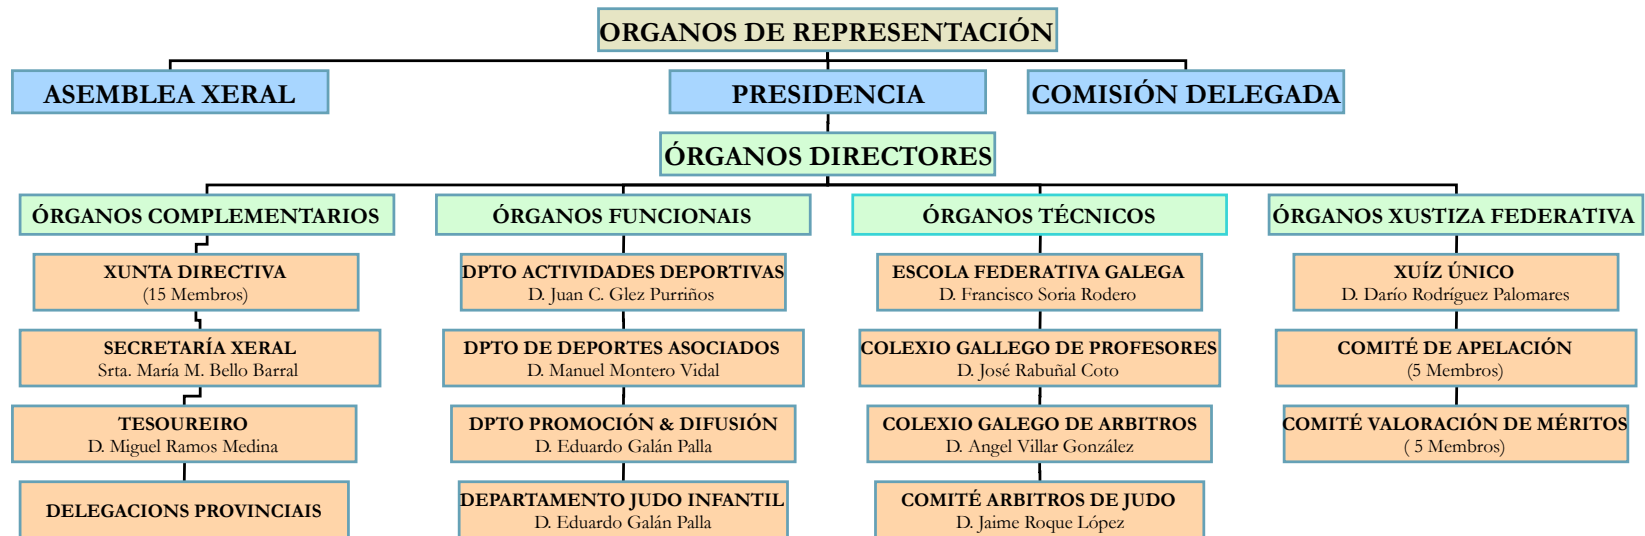 ORGANOS DE REPRESENTACIÓN
ASEMBLEA XERAL
PRESIDENCIA
COMISIÓN DELEGADA
ÓRGANOS DIRECTORES
ÓRGANOS COMPLEMENTARIOS
XUNTA DIRECTIVA
(15 Membros)
SECRETARÍA XERAL
Srta. María M. Bello Barral
TESOUREIRO
D. Miguel Ramos Medina
DELEGACIONS PROVINCIAIS
ÓRGANOS FUNCIONAIS
DPTO ACTIVIDADES DEPORTIVAS
D. Juan C. Glez Purriños
DPTO DE DEPORTES ASOCIADOS
D. Manuel Montero Vidal
DPTO PROMOCIÓN & DIFUSIÓN
D. Eduardo Galán Palla
DEPARTAMENTO JUDO INFANTIL
D. Eduardo Galán Palla
ÓRGANOS TÉCNICOS
ESCOLA FEDERATIVA GALEGA
D. Francisco Soria Rodero
COLEXIO GALLEGO DE PROFESORES
D. José Rabuñal Coto
COLEXIO GALEGO DE ARBITROS
D. Angel Villar González
COMITÉ ARBITROS DE JUDO
D. Jaime Roque López
ÓRGANOS XUSTIZA FEDERATIVA
XUÍZ ÚNICO
D. Darío Rodríguez Palomares
COMITÉ DE APELACIÓN
(5 Membros)
COMITÉ VALORACIÓN DE MÉRITOS
( 5 Membros)